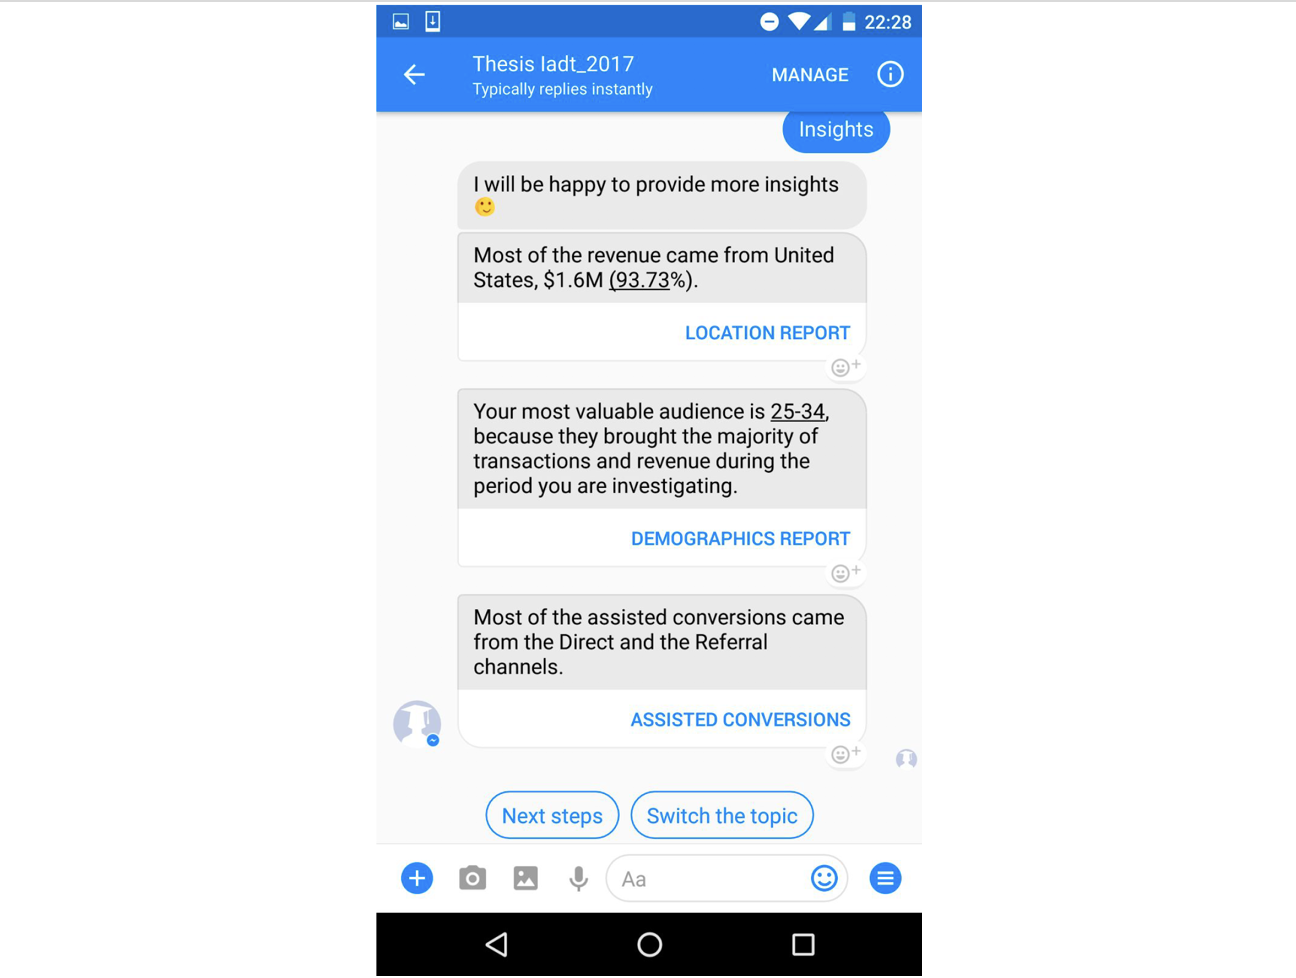 22:28
Thesis Iadt_2017
Typically replies instantly
MANAGE
Insights
I will be happy to provide more insights
🙂
Most of the revenue came from United
States, $1.6M (93.73%).
LOCATION REPORT
Your most valuable audience is 25-34,
because they brought the majority of
transactions and revenue during the
period you are investigating.
DEMOGRAPHICS REPORT
Most of the assisted conversions came
from the Direct and the Referral
channels.
ASSISTED CONVERSIONS
Next steps
Switch the topic
Aa